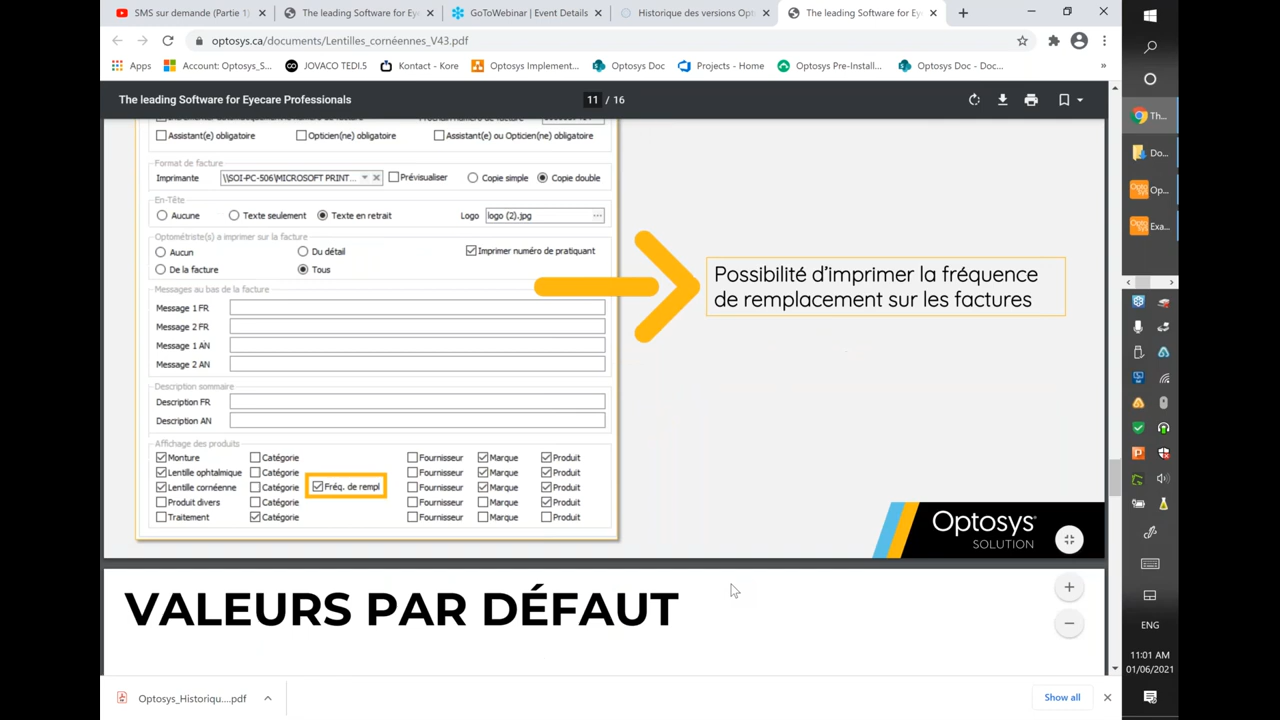 SMS sur demande (Partie 1)
The leading Software for Ey
GoToWebinar | Event Details
Historique des versions Opt
The leading Software for Eye
optosys.ca/documents/Lentilles_cornéennes_V43.pdf
Apps
Account: Optosys_S...
JOVACO TEDI.5
Kontact - Kore
Optosys Implement...
Optosys Doc
Projects - Home
Optosys Pre-Install...
Optosys Doc - Doc...
»
The leading Software for Eyecare Professionals
11 / 16
Assistant(e) obligatoire
Opticien(ne) obligatoire
Assistant(e) ou Opticien(ne) obligatoire
Format de facture
Imprimante
\\SOI-PC-506\MICROSOFT PRINT...
Prévisualiser
Copie simple
Copie double
En-Tête
Aucune
Texte seulement
Texte en retrait
Logo
logo (2).jpg
Optométriste(s) a imprimer sur la facture
Aucun
Du détail
Imprimer numéro de pratiquant
De la facture
Tous
Messages au bas de la facture
Message 1 FR
Message 2 FR
Message 1 AN
Message 2 AN
Description sommaire
Description FR
Description AN
Affichage des produits
Monture Catégorie Fournisseur Marque Produit
Lentille ophtalmique Catégorie Fournisseur Marque Produit
Lentille cornéenne Catégorie Fréq. de rempl Fournisseur Marque Produit
Produit divers Catégorie Fournisseur Marque Produit
Traitement Catégorie Fournisseur Marque Produit
Possibilité d'imprimer la fréquence
de remplacement sur les factures
Optosys
SOLUTION
VALEURS PAR DÉFAUT
Optosys_Historiqu....pdf
Show all
Th...
Do...
Op...
Exa...
ENG
11:01 AM
01/06/2021